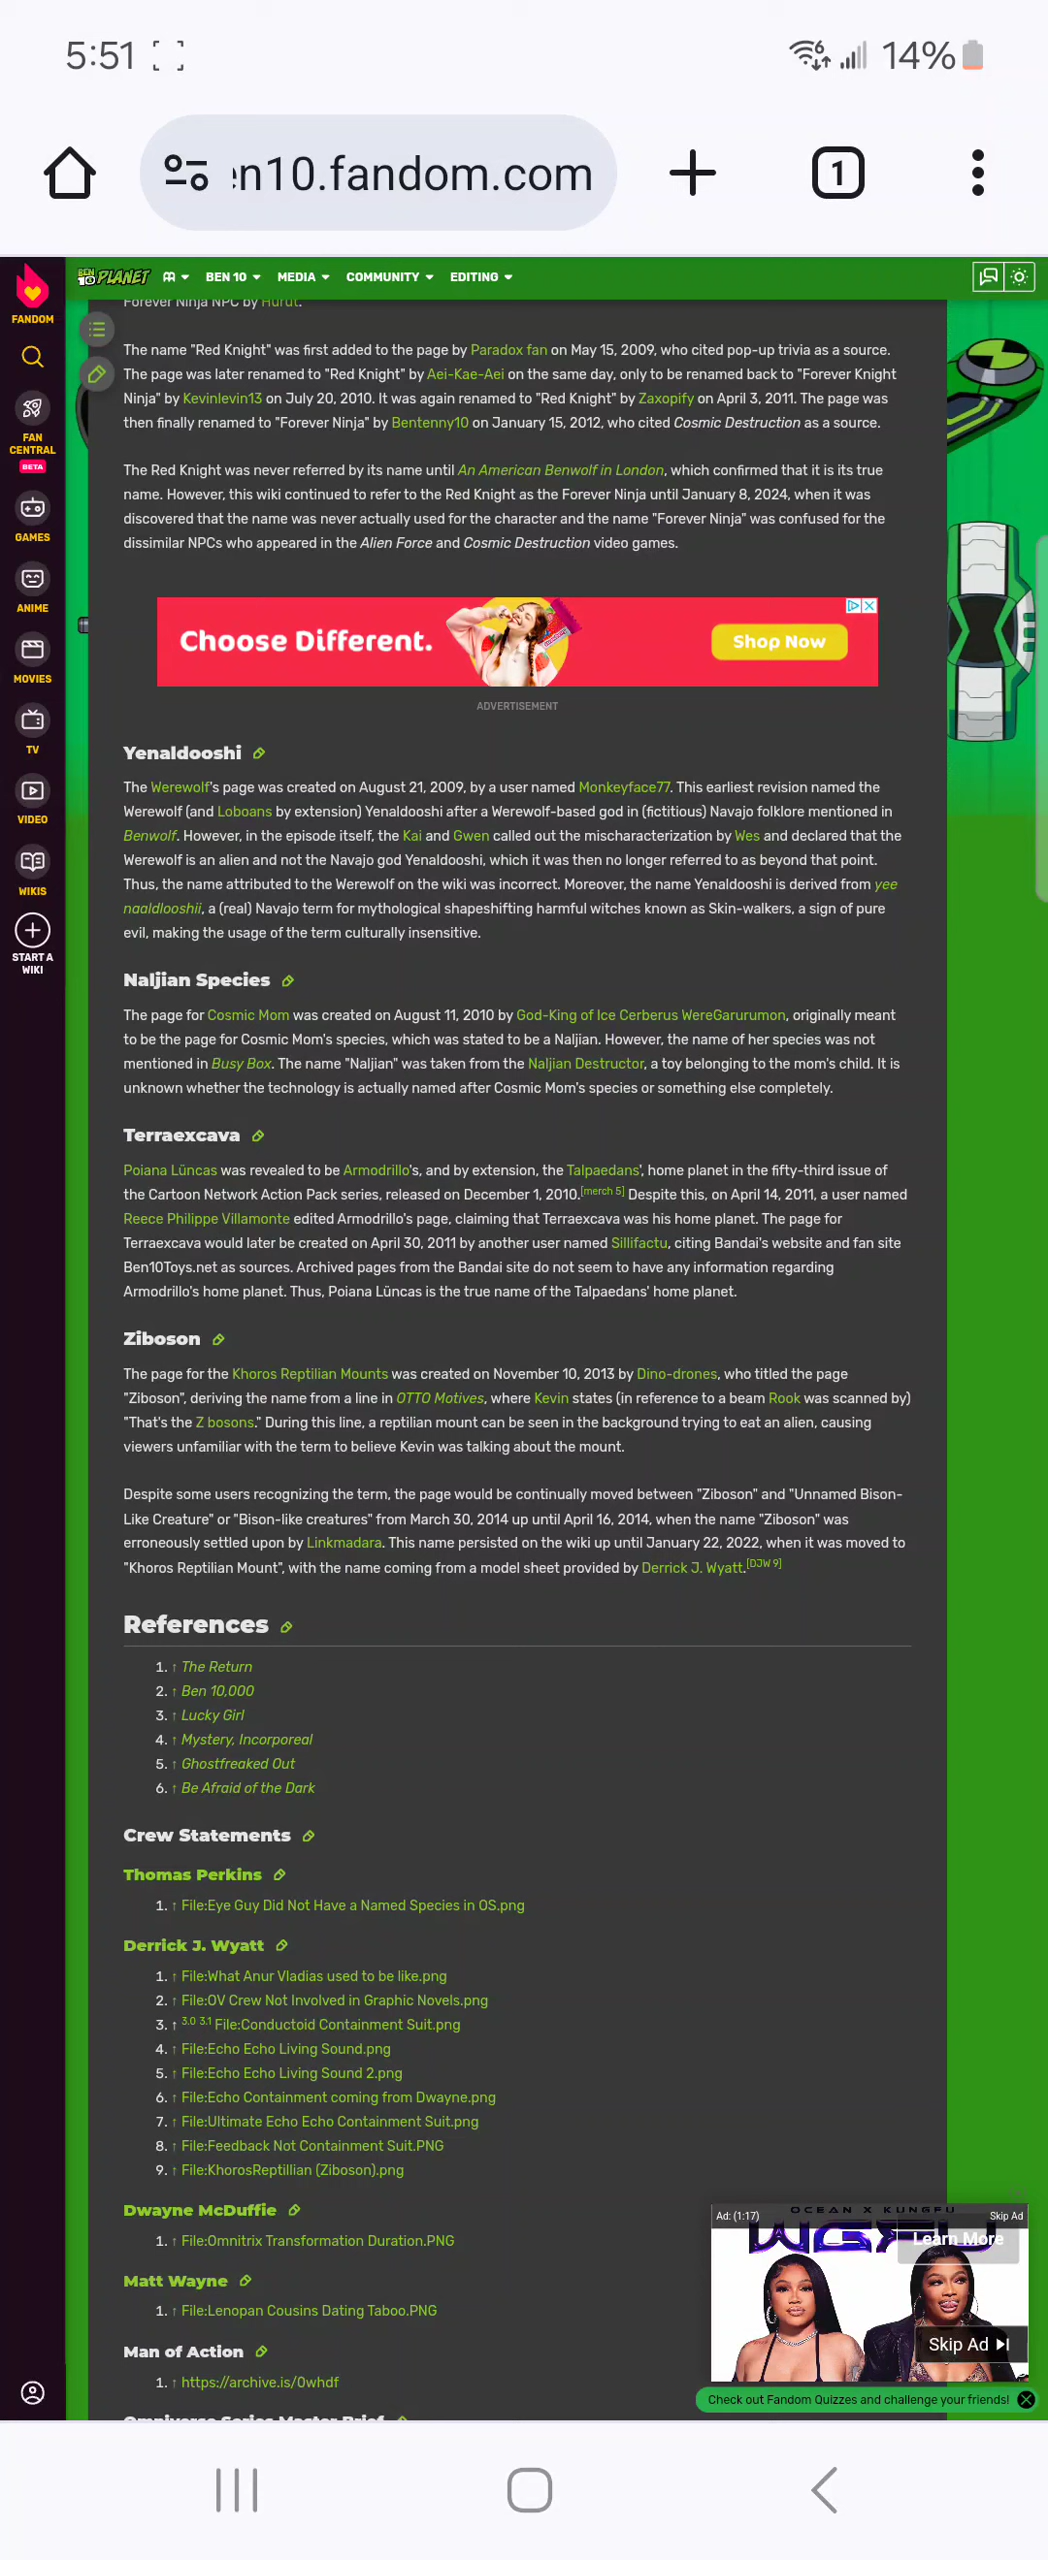 5:51
6
14%
en10.fandom.com
1
BEN 10 PLANET
BEN 10
MEDIA
COMMUNITY
EDITING
FANDOM
FAN CENTRAL
BETA
GAMES
ANIME
MOVIES
TV
VIDEO
WIKIS
START A
WIKI
Forever Ninja NPC by Hurut.
The name "Red Knight" was first added to the page by Paradox fan on May 15, 2009, who cited pop-up trivia as a source.
The page was later renamed to "Red Knight" by Aei-Kae-Aei on the same day, only to be renamed back to "Forever Knight
Ninja" by Kevinlevin13 on July 20, 2010. It was again renamed to "Red Knight" by Zaxopify on April 3, 2011. The page was
then finally renamed to "Forever Ninja" by Bentenny10 on January 15, 2012, who cited Cosmic Destruction as a source.
The Red Knight was never referred by its name until An American Benwolf in London, which confirmed that it is its true
name. However, this wiki continued to refer to the Red Knight as the Forever Ninja until January 8, 2024, when it was
discovered that the name was never actually used for the character and the name "Forever Ninja" was confused for the
dissimilar NPCs who appeared in the Alien Force and Cosmic Destruction video games.
Choose Different.
Shop Now
ADVERTISEMENT
Yenaldooshi
The Werewolf's page was created on August 21, 2009, by a user named Monkeyface77. This earliest revision named the
Werewolf (and Loboans by extension) Yenaldooshi after a Werewolf-based god in (fictitious) Navajo folklore mentioned in
Benwolf. However, in the episode itself, the Kai and Gwen called out the mischaracterization by Wes and declared that the
Werewolf is an alien and not the Navajo god Yenaldooshi, which it was then no longer referred to as beyond that point.
Thus, the name attributed to the Werewolf on the wiki was incorrect. Moreover, the name Yenaldooshi is derived from yee
naaldlooshii, a (real) Navajo term for mythological shapeshifting harmful witches known as Skin-walkers, a sign of pure
evil, making the usage of the term culturally insensitive.
Naljian Species
The page for Cosmic Mom was created on August 11, 2010 by God-King of Ice Cerberus WereGarurumon, originally meant
to be the page for Cosmic Mom's species, which was stated to be a Naljian. However, the name of her species was not
mentioned in Busy Box. The name "Naljian" was taken from the Naljian Destructor, a toy belonging to the mom's child. It is
unknown whether the technology is actually named after Cosmic Mom's species or something else completely.
Terraexcava
Poiana Lüncas was revealed to be Armodrillo's, and by extension, the Talpaedans', home planet in the fifty-third issue of
the Cartoon Network Action Pack series, released on December 1, 2010.[merch 5] Despite this, on April 14, 2011, a user named
Reece Philippe Villamonte edited Armodrillo's page, claiming that Terraexcava was his home planet. The page for
Terraexcava would later be created on April 30, 2011 by another user named Sillifactu, citing Bandai's website and fan site
Ben10Toys.net as sources. Archived pages from the Bandai site do not seem to have any information regarding
Armodrillo's home planet. Thus, Poiana Lüncas is the true name of the Talpaedans' home planet.
Ziboson
The page for the Khoros Reptilian Mounts was created on November 10, 2013 by Dino-drones, who titled the page
"Ziboson", deriving the name from a line in OTTO Motives, where Kevin states (in reference to a beam Rook was scanned by)
"That's the Z bosons." During this line, a reptilian mount can be seen in the background trying to eat an alien, causing
viewers unfamiliar with the term to believe Kevin was talking about the mount.
Despite some users recognizing the term, the page would be continually moved between "Ziboson" and "Unnamed Bison-
Like Creature" or "Bison-like creatures" from March 30, 2014 up until April 16, 2014, when the name "Ziboson" was
erroneously settled upon by Linkmadara. This name persisted on the wiki up until January 22, 2022, when it was moved to
"Khoros Reptilian Mount", with the name coming from a model sheet provided by Derrick J. Wyatt.[DJW 9]
References
1. ↑ The Return
2. ↑ Ben 10,000
3. ↑ Lucky Girl
4. ↑ Mystery, Incorporeal
5. ↑ Ghostfreaked Out
6. ↑ Be Afraid of the Dark
Crew Statements
Thomas Perkins
1. ↑ File:Eye Guy Did Not Have a Named Species in OS.png
Derrick J. Wyatt
1. ↑ File:What Anur Vladias used to be like.png
2. ↑ File:OV Crew Not Involved in Graphic Novels.png
3. ↑ 3.0 3.1 File:Conductoid Containment Suit.png
4. ↑ File:Echo Echo Living Sound.png
5. ↑ File:Echo Echo Living Sound 2.png
6. ↑ File:Echo Containment coming from Dwayne.png
7. ↑ File:Ultimate Echo Echo Containment Suit.png
8. ↑ File:Feedback Not Containment Suit.PNG
9. ↑ File:KhorosReptillian (Ziboson).png
Dwayne McDuffie
1. ↑ File:Omnitrix Transformation Duration.PNG
Matt Wayne
1. ↑ File:Lenopan Cousins Dating Taboo.PNG
Man of Action
1. ↑ https://archive.is/0whdf
Omniverse Series Master Brief
OCEAN X KUNGFU
Ad: (1:17)
Skip Ad
Learn More
Skip Ad
Check out Fandom Quizzes and challenge your friends!